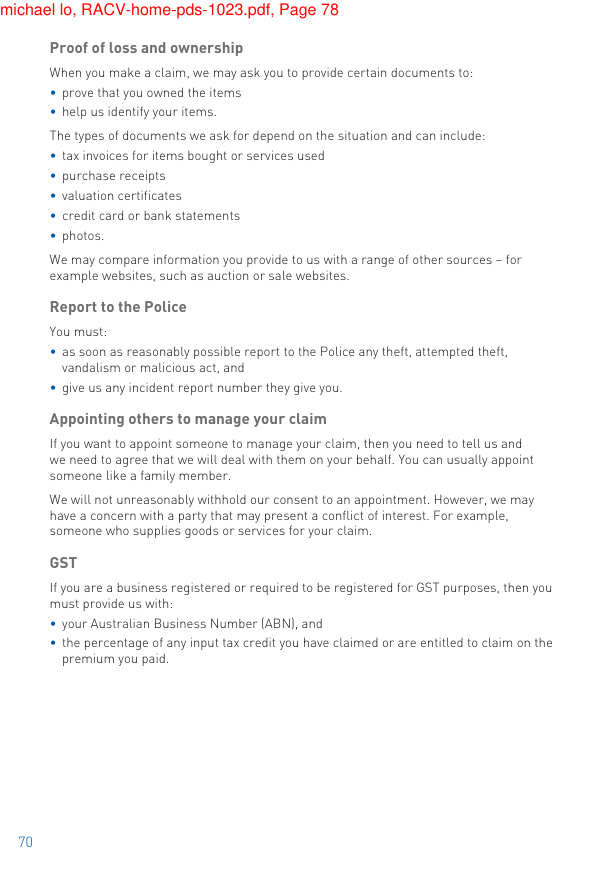 michael lo, RACV-home-pds-1023.pdf, Page 78
Proof of loss and ownership
When you make a claim, we may ask you to provide certain documents to:
• prove that you owned the items
• help us identify your items.
The types of documents we ask for depend on the situation and can include:
• tax invoices for items bought or services used
• purchase receipts
• valuation certificates
• credit card or bank statements
• photos.
We may compare information you provide to us with a range of other sources – for
example websites, such as auction or sale websites.
Report to the Police
You must:
• as soon as reasonably possible report to the Police any theft, attempted theft,
vandalism or malicious act, and
• give us any incident report number they give you.
Appointing others to manage your claim
If you want to appoint someone to manage your claim, then you need to tell us and
we need to agree that we will deal with them on your behalf. You can usually appoint
someone like a family member.
We will not unreasonably withhold our consent to an appointment. However, we may
have a concern with a party that may present a conflict of interest. For example,
someone who supplies goods or services for your claim.
GST
If you are a business registered or required to be registered for GST purposes, then you
must provide us with:
• your Australian Business Number (ABN), and
• the percentage of any input tax credit you have claimed or are entitled to claim on the
premium you paid.
70